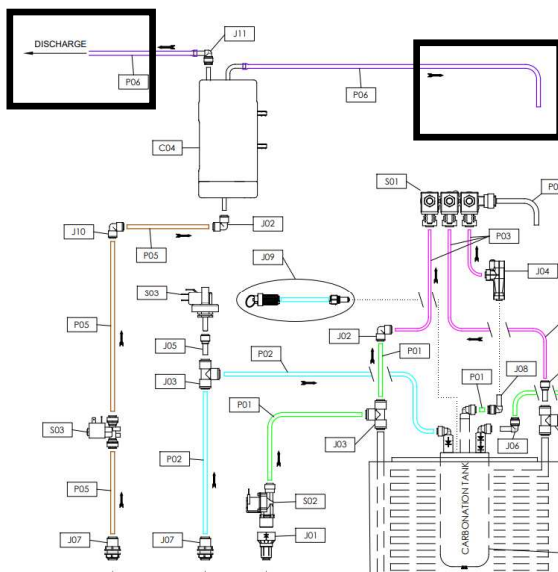 J11
DISCHARGE
P06
P06
C04
S01
P0
J10
J02
P03
P05
J09
J04
S03
P05
J05
J02
P02
P01
J08
J03
P01
P01
S03
P02
J03
J06
P05
S02
CARBONATION TANK
J07
J07
J01